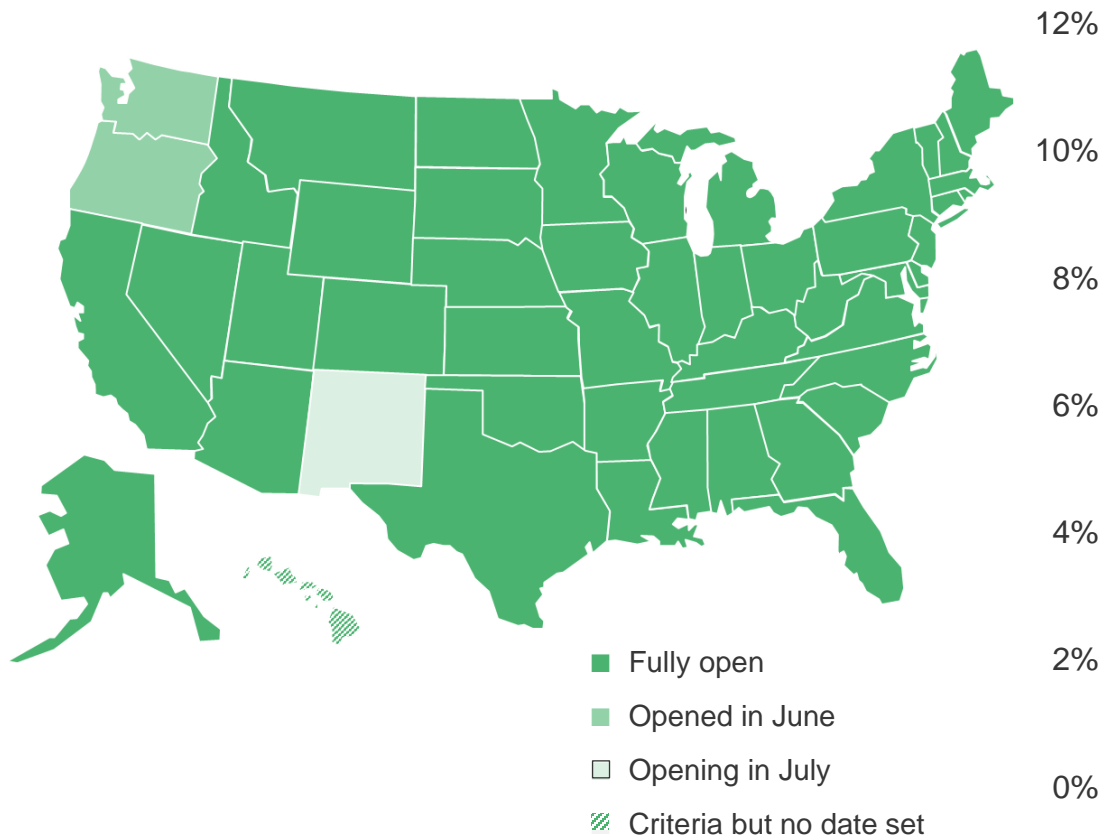 12%
10%
8%
6%
4%
2%
0%
Fully open
Opened in June
Opening in July
Criteria but no date set